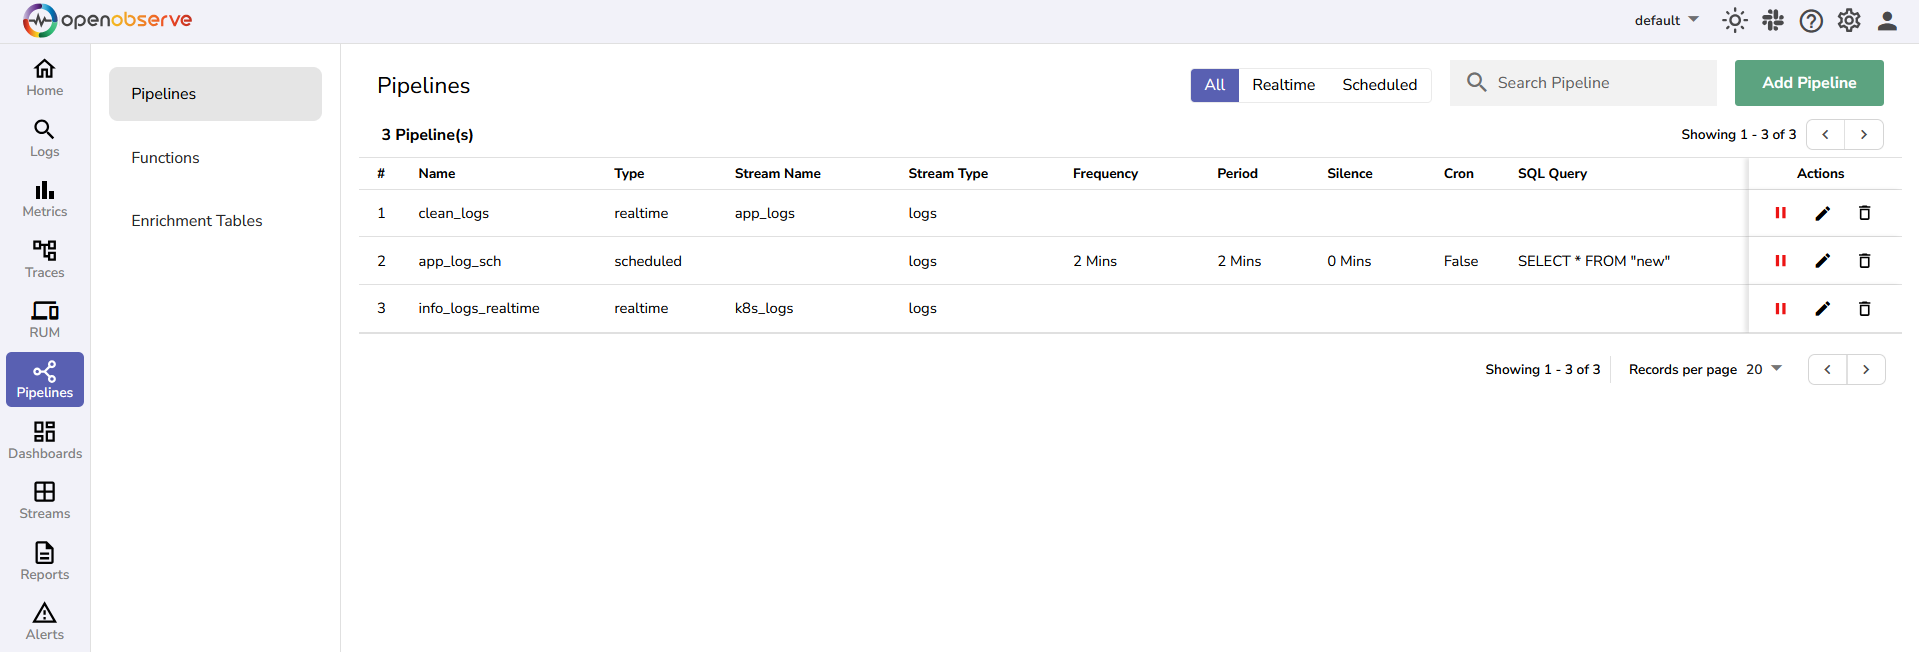 openobserve
default
Home
Logs
Metrics
Traces
RUM
Pipelines
Dashboards
Streams
Reports
Alerts
Pipelines
Functions
Enrichment Tables
Pipelines
All Realtime Scheduled
Search Pipeline
Add Pipeline
3 Pipeline(s)
Showing 1 - 3 of 3
# Name Type Stream Name Stream Type Frequency Period Silence Cron SQL Query Actions
1 clean_logs realtime app_logs logs
2 app_log_sch scheduled logs 2 Mins 2 Mins 0 Mins False SELECT * FROM "new"
3 info_logs_realtime realtime k8s_logs logs
Showing 1 - 3 of 3 Records per page 20